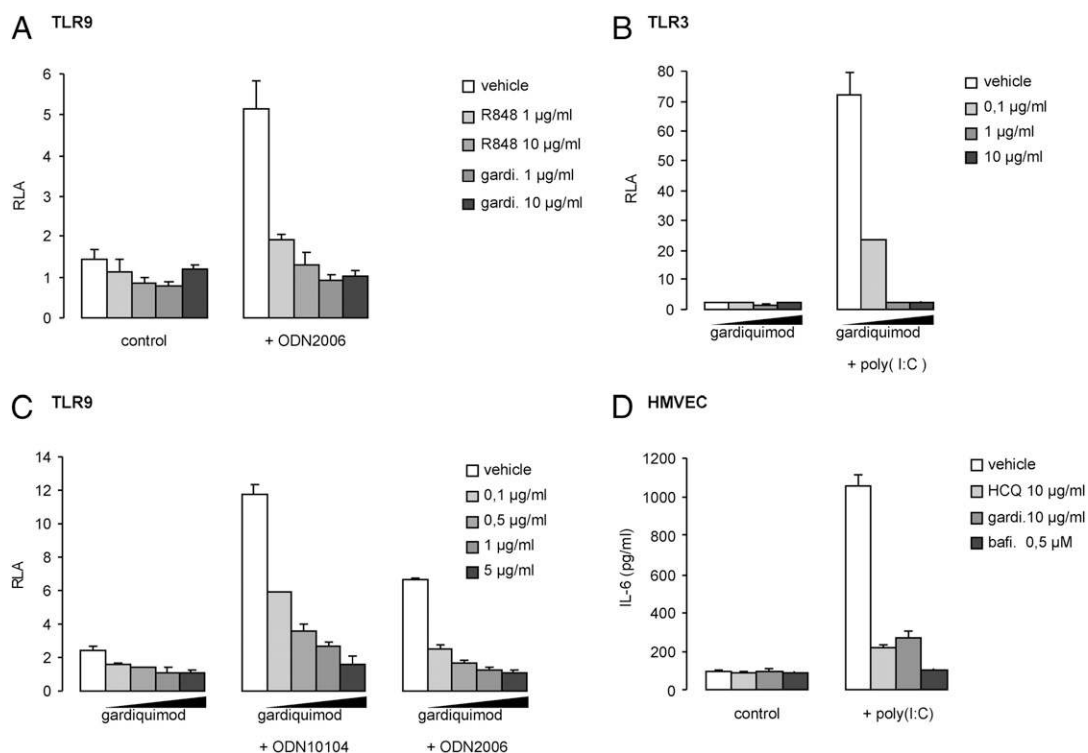 A TLR9
6
5
4
3
2
1
0
RLA
control
+ ODN2006
vehicle
R848 1 µg/ml
R848 10 µg/ml
gardi. 1 µg/ml
gardi. 10 µg/ml
B TLR3
80
70
60
50
40
30
20
10
0
RLA
gardiquimod
gardiquimod
+ poly( I:C )
vehicle
0,1 µg/ml
1 µg/ml
10 µg/ml
C TLR9
14
12
10
8
6
4
2
0
RLA
gardiquimod
gardiquimod
gardiquimod
+ ODN10104
+ ODN2006
vehicle
0,1 µg/ml
0,5 µg/ml
1 µg/ml
5 µg/ml
D HMVEC
1200
1000
800
600
400
200
0
IL-6 (pg/ml)
control
+ poly(I:C)
vehicle
HCQ 10 µg/ml
gardi.10 µg/ml
bafi. 0,5 µM